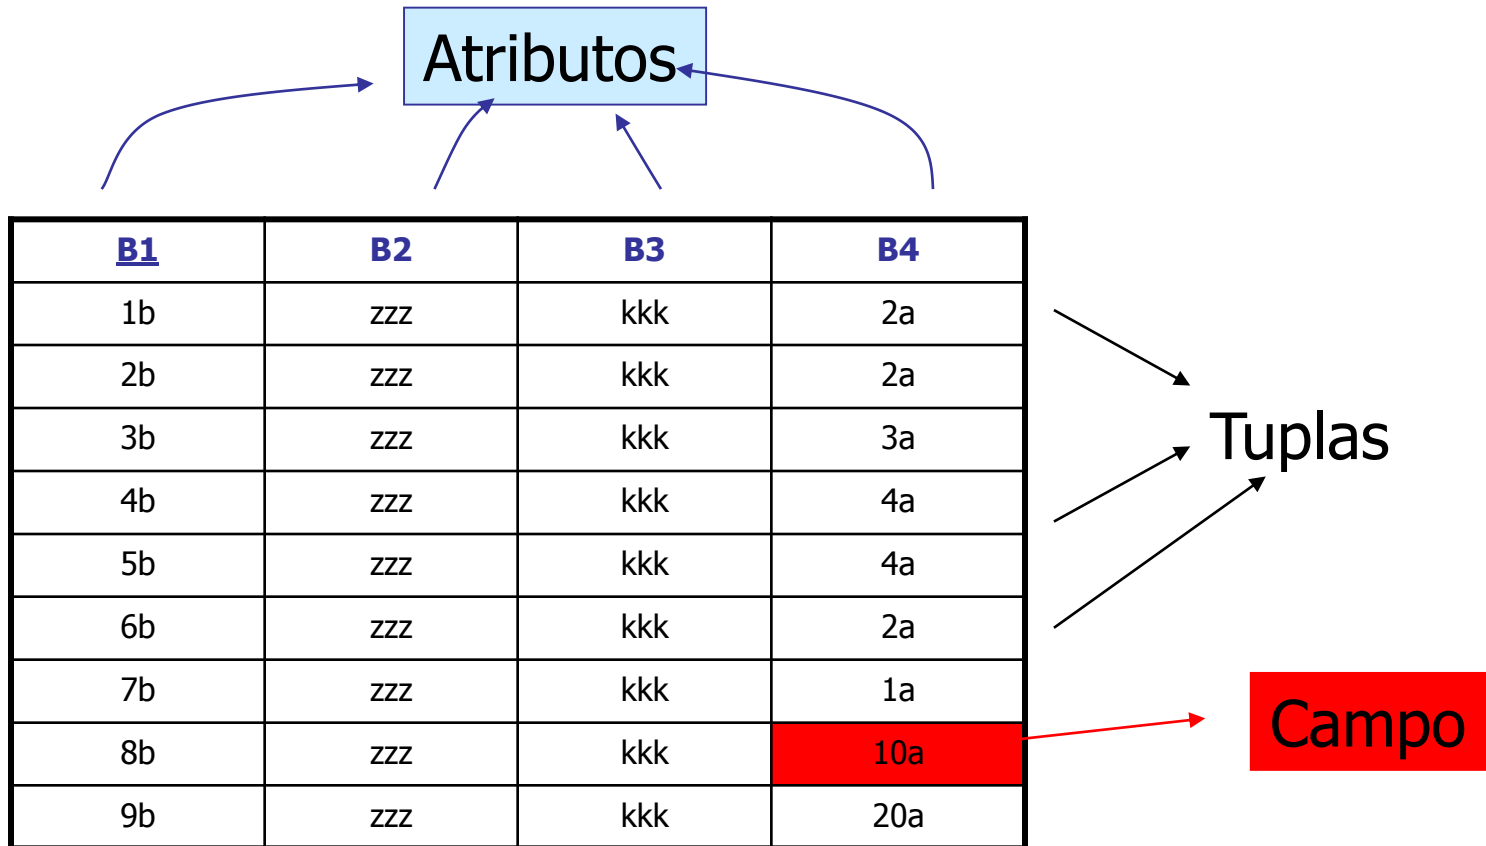 Atributos
B1 B2 B3 B4
1b zzz kkk 2a
2b zzz kkk 2a
3b zzz kkk 3a
4b zzz kkk 4a
5b zzz kkk 4a
6b zzz kkk 2a
7b zzz kkk 1a
8b zzz kkk 10a
9b zzz kkk 20a
Tuplas
Campo